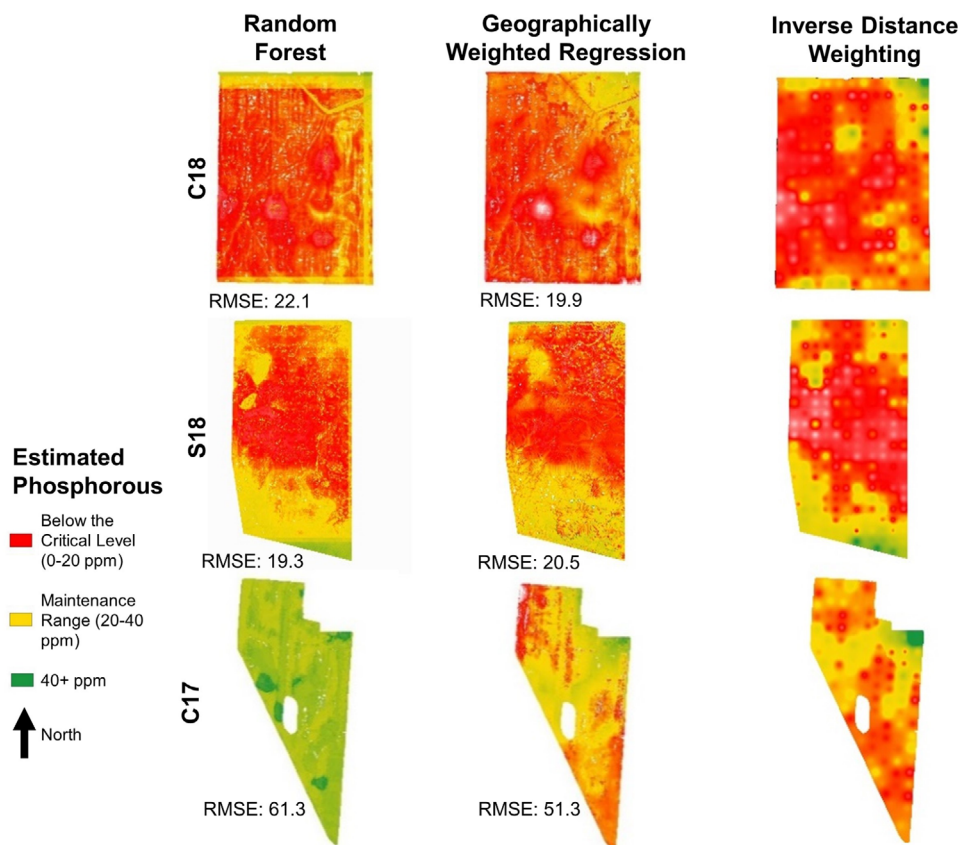 Random
Forest
Geographically
Weighted Regression
Inverse Distance
Weighting
C18
RMSE: 22.1
RMSE: 19.9
S18
RMSE: 19.3
RMSE: 20.5
C17
RMSE: 61.3
RMSE: 51.3
Estimated
Phosphorous
Below the
Critical Level
(0-20 ppm)
Maintenance
Range (20-40
ppm)
40+ ppm
North